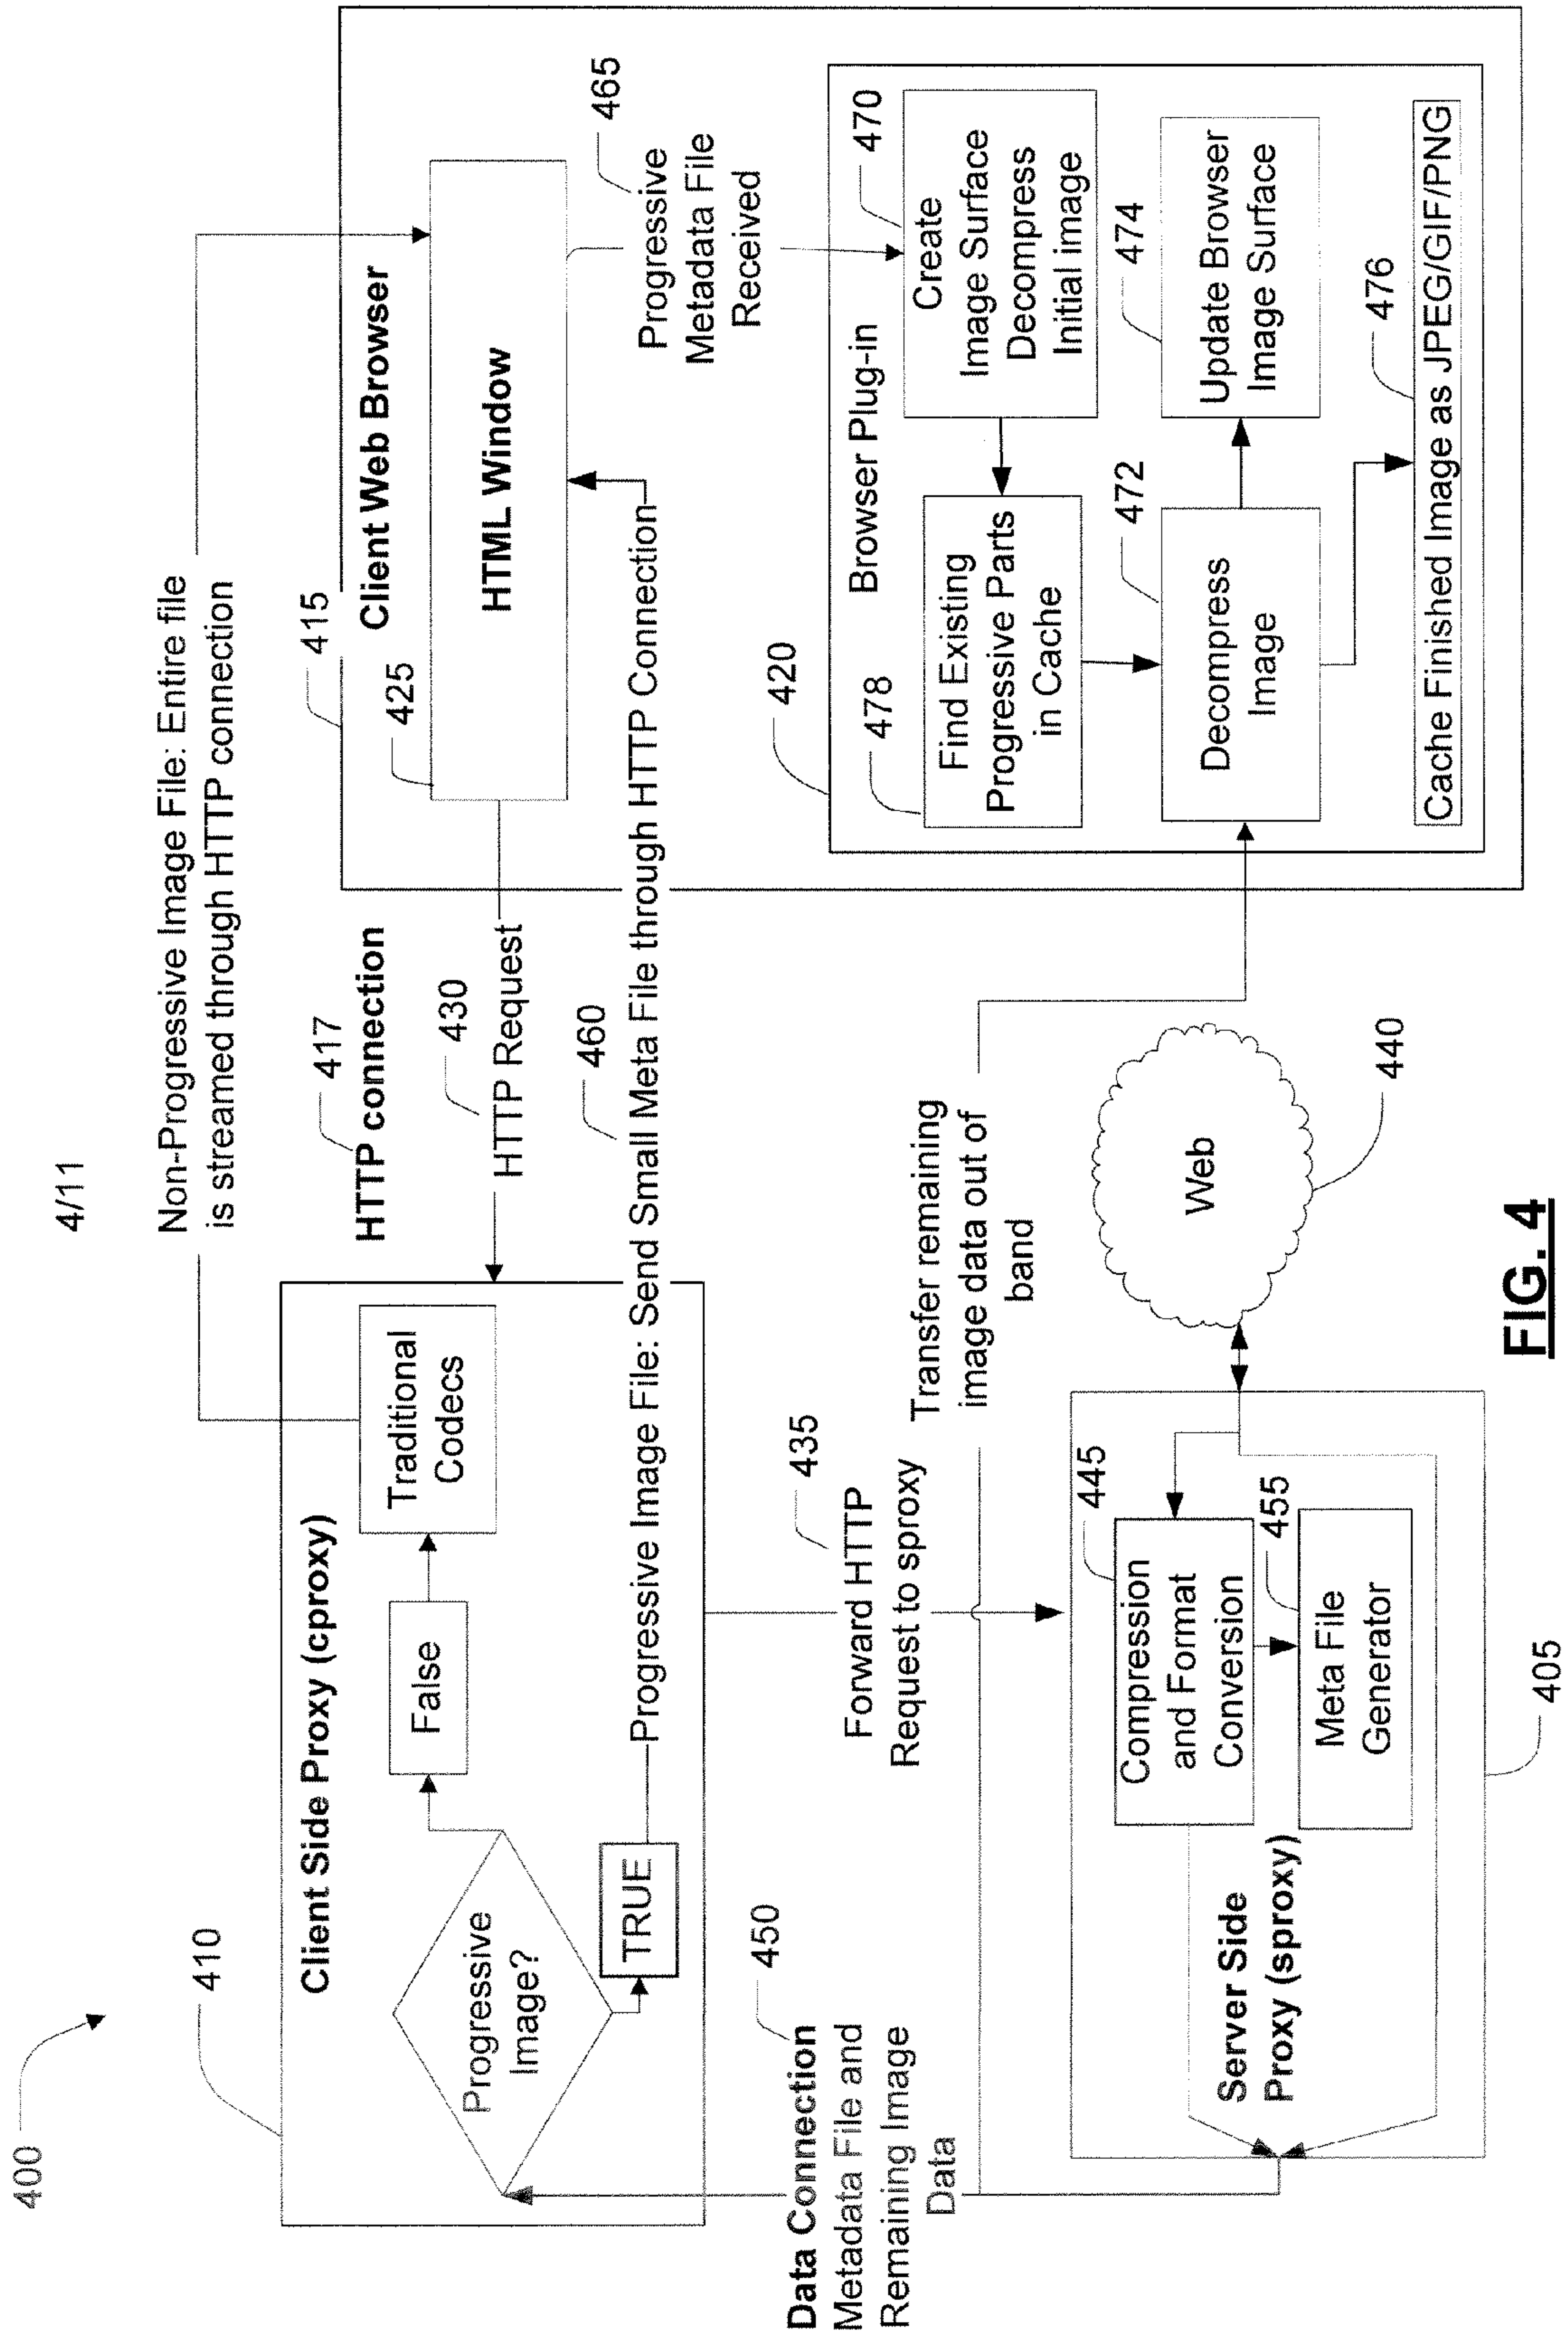 4/11
400
410
Client Side Proxy (cproxy)
Progressive
Image?
False
TRUE
Traditional
Codecs
Non-Progressive Image File: Entire file
is streamed through HTTP connection
417
HTTP connection
430
HTTP Request
460
Progressive Image File: Send Small Meta File through HTTP Connection
415
Client Web Browser
425
HTML Window
465
Progressive
Metadata File
Received
420
Browser Plug-in
470
Create
Image Surface
Decompress
Initial image
478
Find Existing
Progressive Parts
in Cache
472
Decompress
Image
474
Update Browser
Image Surface
476
Cache Finished Image as JPEG/GIF/PNG
450
Data Connection
Metadata File and
Remaining Image
Data
435
Forward HTTP
Request to sproxy
Transfer remaining
image data out of
band
Server Side
Proxy (sproxy)
445
Compression
and Format
Conversion
455
Meta File
Generator
405
Web
440
FIG. 4